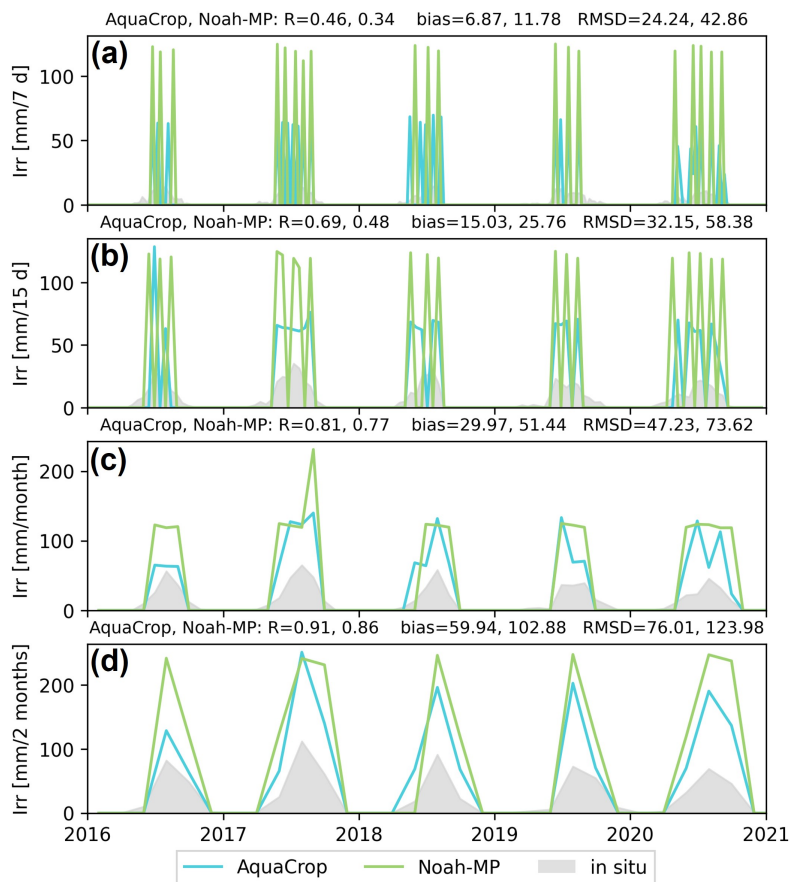 AquaCrop, Noah-MP: R=0.46, 0.34 bias=6.87, 11.78 RMSD=24.24, 42.86
(a)
100
50
0
Irr [mm/7 d]
AquaCrop, Noah-MP: R=0.69, 0.48 bias=15.03, 25.76 RMSD=32.15, 58.38
(b)
100
50
0
Irr [mm/15 d]
AquaCrop, Noah-MP: R=0.81, 0.77 bias=29.97, 51.44 RMSD=47.23, 73.62
(c)
200
100
0
Irr [mm/month]
AquaCrop, Noah-MP: R=0.91, 0.86 bias=59.94, 102.88 RMSD=76.01, 123.98
(d)
200
100
0
Irr [mm/2 months]
2016 2017 2018 2019 2020 2021
AquaCrop Noah-MP in situ